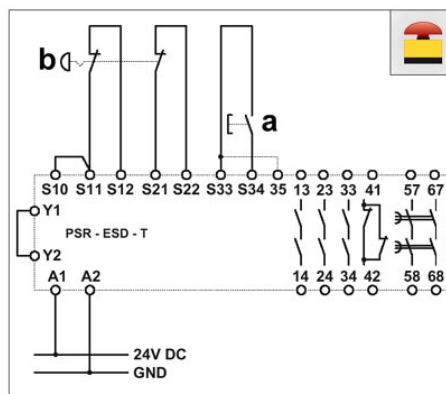 b
a
S10 S11 S12 S21 S22 S33 S34 35 13 23 33 41 57 67
Y1
PSR - ESD - T
Y2
A1 A2 14 24 34 42 58 68
24V DC
GND